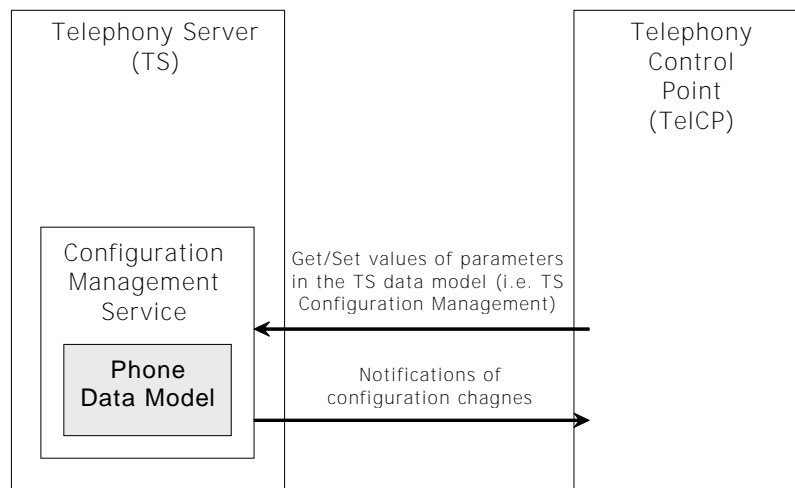 Telephony Server
(TS)
Telephony
Control
Point
(TelCP)
Configuration
Management
Service
Phone
Data Model
Get/Set values of parameters
in the TS data model (i.e. TS
Configuration Management)
Notifications of
configuration chagnes